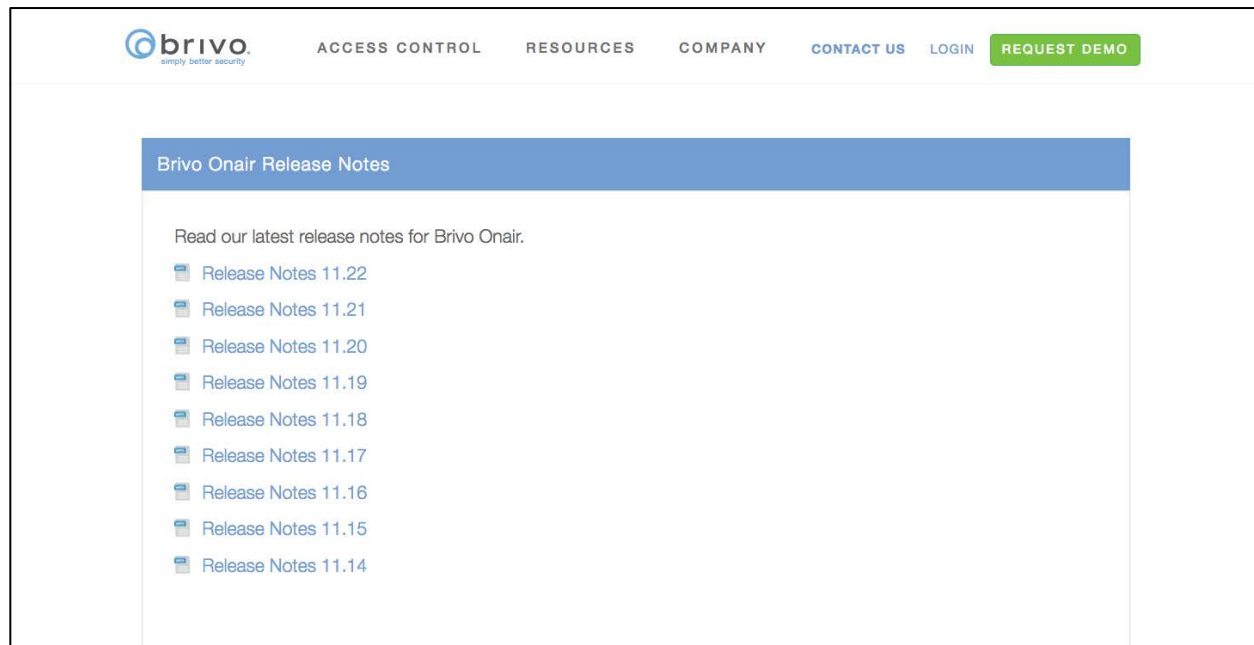 brivo.
simply better security
ACCESS CONTROL RESOURCES COMPANY CONTACT US LOGIN REQUEST DEMO
Brivo Onair Release Notes
Read our latest release notes for Brivo Onair.
Release Notes 11.22
Release Notes 11.21
Release Notes 11.20
Release Notes 11.19
Release Notes 11.18
Release Notes 11.17
Release Notes 11.16
Release Notes 11.15
Release Notes 11.14